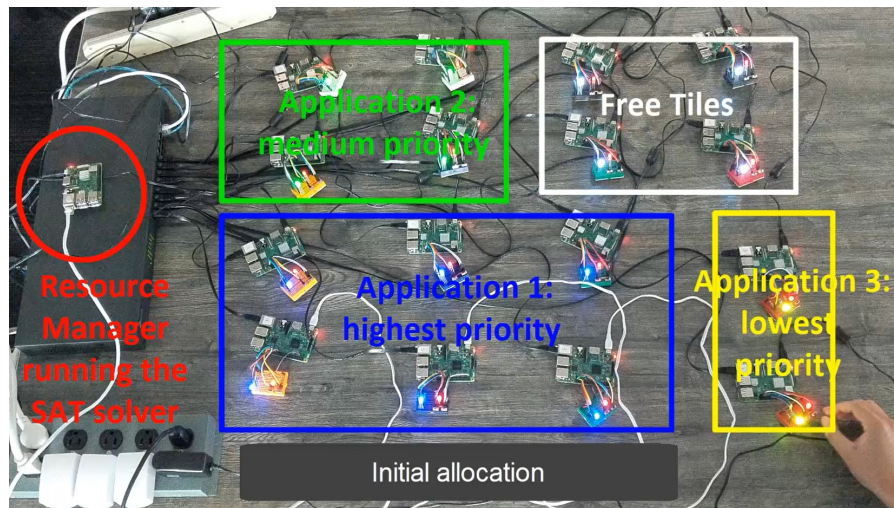 Application 2:
medium priority
Free Tiles
Resource
Manager
running the
SAT solver
Application 1:
highest priority
Application 3:
lowest
priority
Initial allocation